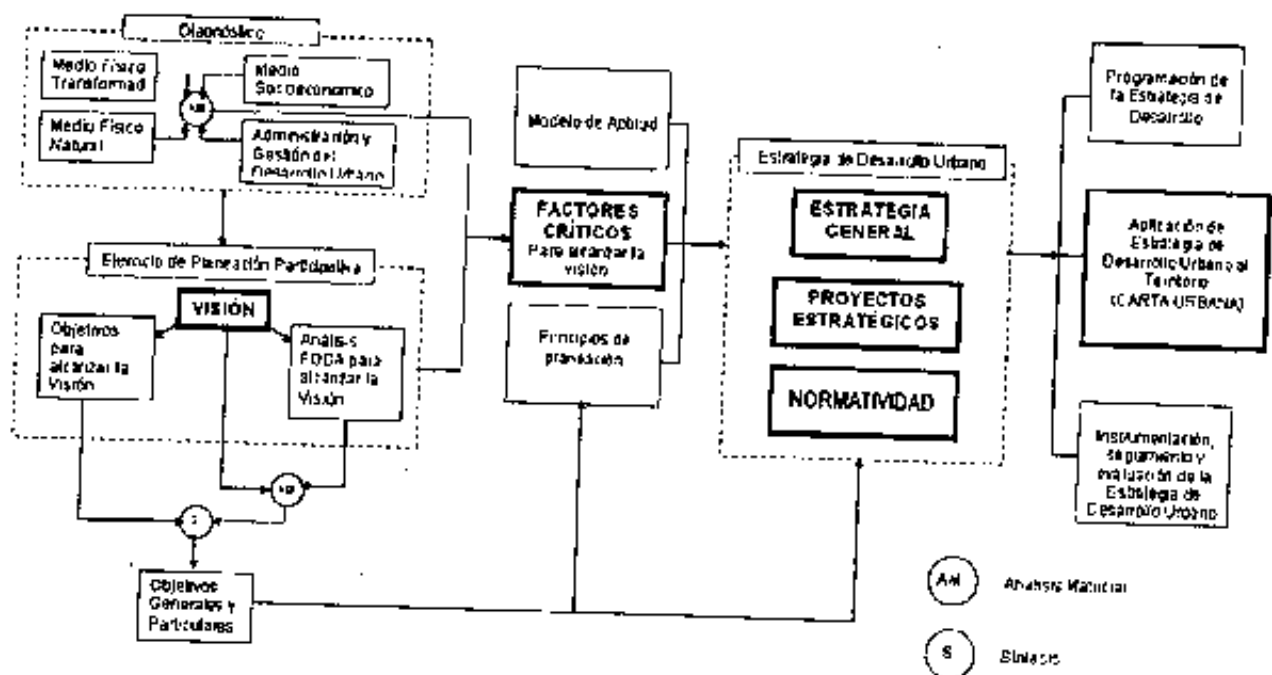 Diagnóstico
Medio Físico
Transformad
Medio
Socioeconómico
AM
Medio Físico
Natural
Administración y
Gestión del
Desarrollo Urbano
Ejercicio de Planeación Participativa
VISIÓN
Objetivos
para
alcanzar la
Visión
Análisis
FODA para
alcanzar la
Visión
AM
S
Objetivos
Generales y
Particulares
Modelo de Aptitud
FACTORES
CRÍTICOS
Para alcanzar la
visión
Principios de
planeación
Estrategia de Desarrollo Urbano
ESTRATEGIA
GENERAL
PROYECTOS
ESTRATÉGICOS
NORMATIVIDAD
Programación de
la Estrategia de
Desarrollo
Aplicación de
Estrategia de
Desarrollo Urbano al
Territorio
(CARTA URBANA)
Instrumentación,
seguimiento y
evaluación de la
Estrategia de
Desarrollo Urbano
AM Análisis Matricial
S Síntesis